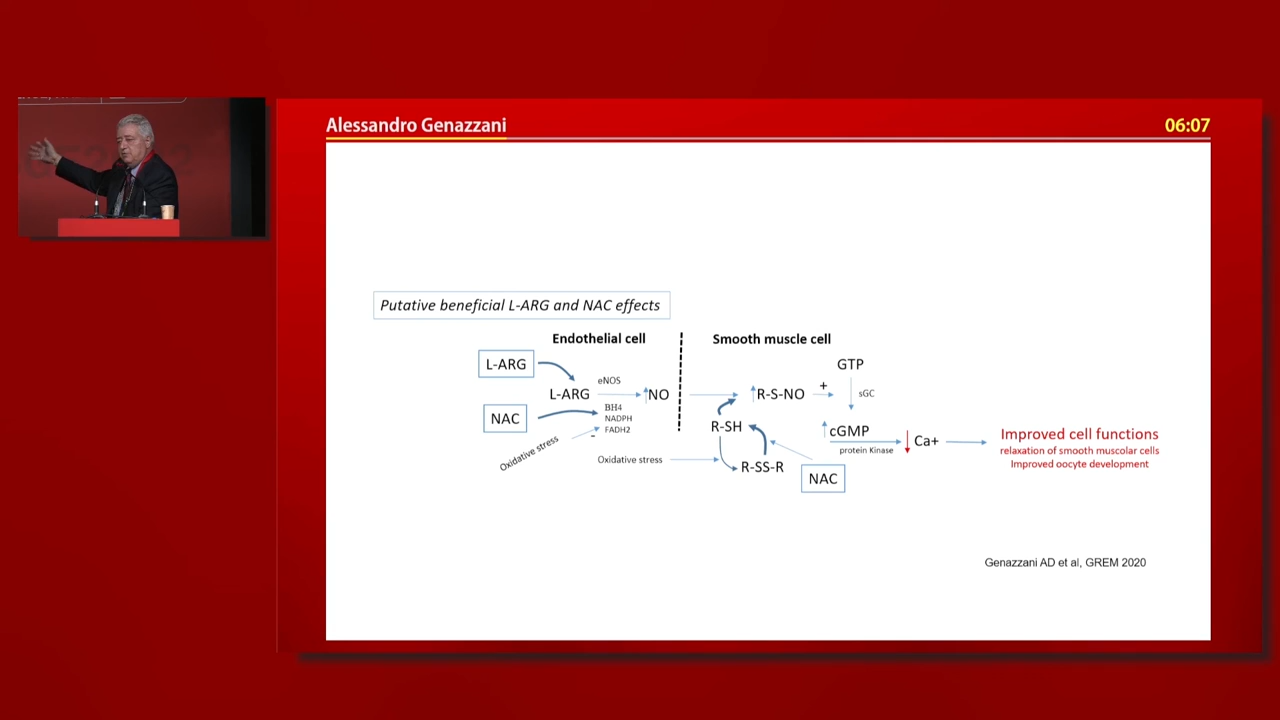 Alessandro Genazzani
06:07
Putative beneficial L-ARG and NAC effects
Endothelial cell
Smooth muscle cell
L-ARG
GTP
eNOS
L-ARG
NO
R-S-NO
+
sGC
NAC
BH4
NADPH
FADH2
-
Oxidative stress
R-SH
cGMP
protein Kinase
Ca+
Improved cell functions
relaxation of smooth muscolar cells
Improved oocyte development
Oxidative stress
R-SS-R
NAC
Genazzani AD et al, GREM 2020